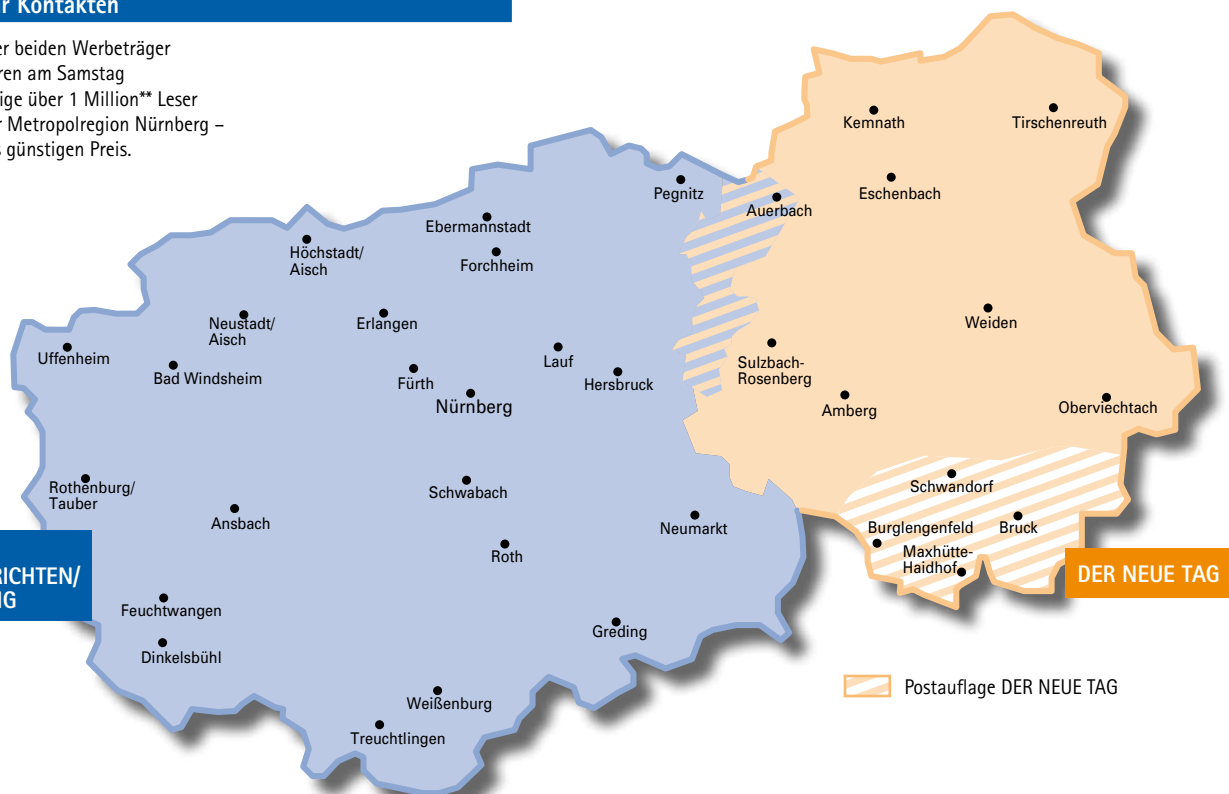 r Kontakten
er beiden Werbeträger
ren am Samstag
ige über 1 Million** Leser
r Metropolregion Nürnberg –
s günstigen Preis.
Kemnath
Tirschenreuth
Pegnitz
Auerbach
Eschenbach
Ebermannstadt
Höchstadt/
Aisch
Forchheim
Neustadt/
Aisch
Erlangen
Weiden
Uffenheim
Bad Windsheim
Fürth
Lauf
Hersbruck
Sulzbach-
Rosenberg
Nürnberg
Amberg
Oberviechtach
Rothenburg/
Tauber
Schwabach
Schwandorf
Ansbach
Neumarkt
Burglengenfeld
Bruck
Roth
Maxhütte-
Haidhof
RICHTEN/
G
DER NEUE TAG
Feuchtwangen
Greding
Dinkelsbühl
Postauflage DER NEUE TAG
Weißenburg
Treuchtlingen